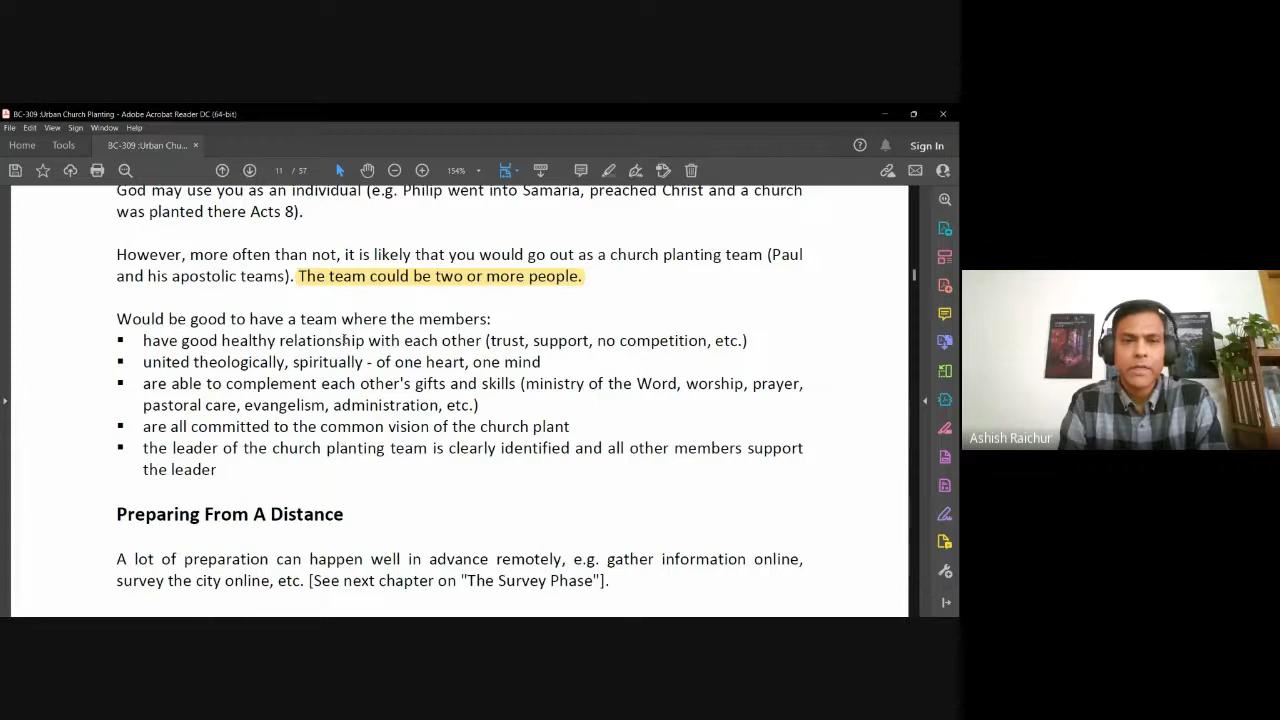 BC-309 :Urban Church Planting - Adobe Acrobat Reader DC (64-bit)
File Edit View Sign Window Help
Home Tools BC-309 :Urban Chu... × Sign In
11 / 57 154%
God may use you as an individual (e.g. Philip went into Samaria, preached Christ and a church
was planted there Acts 8).
However, more often than not, it is likely that you would go out as a church planting team (Paul
and his apostolic teams). The team could be two or more people.
Would be good to have a team where the members:
▪ have good healthy relationship with each other (trust, support, no competition, etc.)
▪ united theologically, spiritually - of one heart, one mind
▪ are able to complement each other's gifts and skills (ministry of the Word, worship, prayer,
pastoral care, evangelism, administration, etc.)
▪ are all committed to the common vision of the church plant
▪ the leader of the church planting team is clearly identified and all other members support
the leader
Preparing From A Distance
A lot of preparation can happen well in advance remotely, e.g. gather information online,
survey the city online, etc. [See next chapter on "The Survey Phase"].
Ashish Raichur